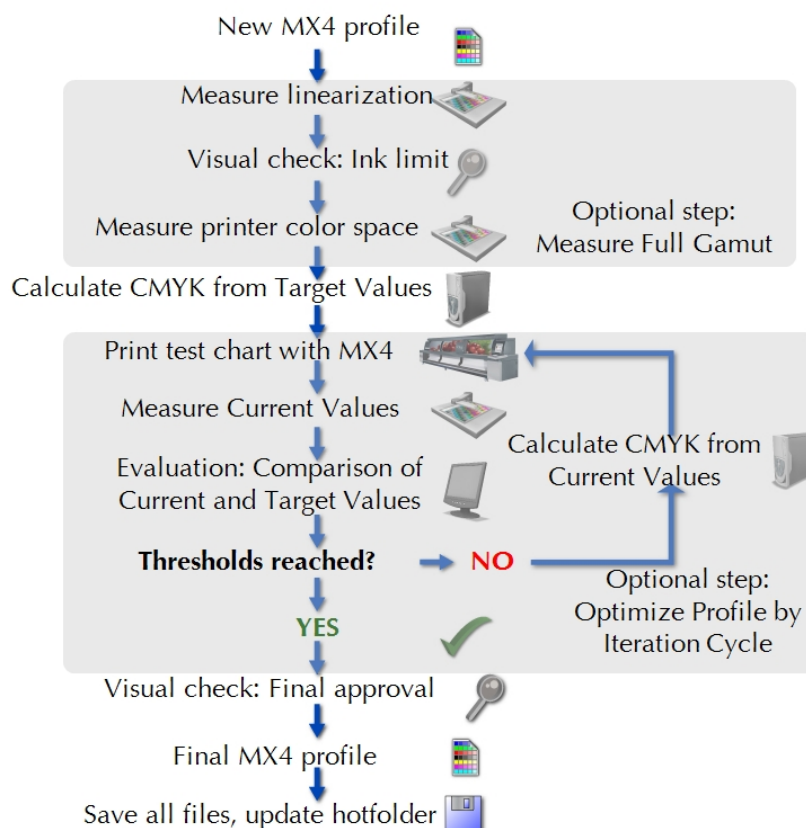 New MX4 profile
Measure linearization
Visual check: Ink limit
Measure printer color space
Optional step:
Measure Full Gamut
Calculate CMYK from Target Values
Print test chart with MX4
Measure Current Values
Calculate CMYK from
Current Values
Evaluation: Comparison of
Current and Target Values
Thresholds reached?
NO
Optional step:
Optimize Profile by
Iteration Cycle
YES
Visual check: Final approval
Final MX4 profile
Save all files, update hotfolder